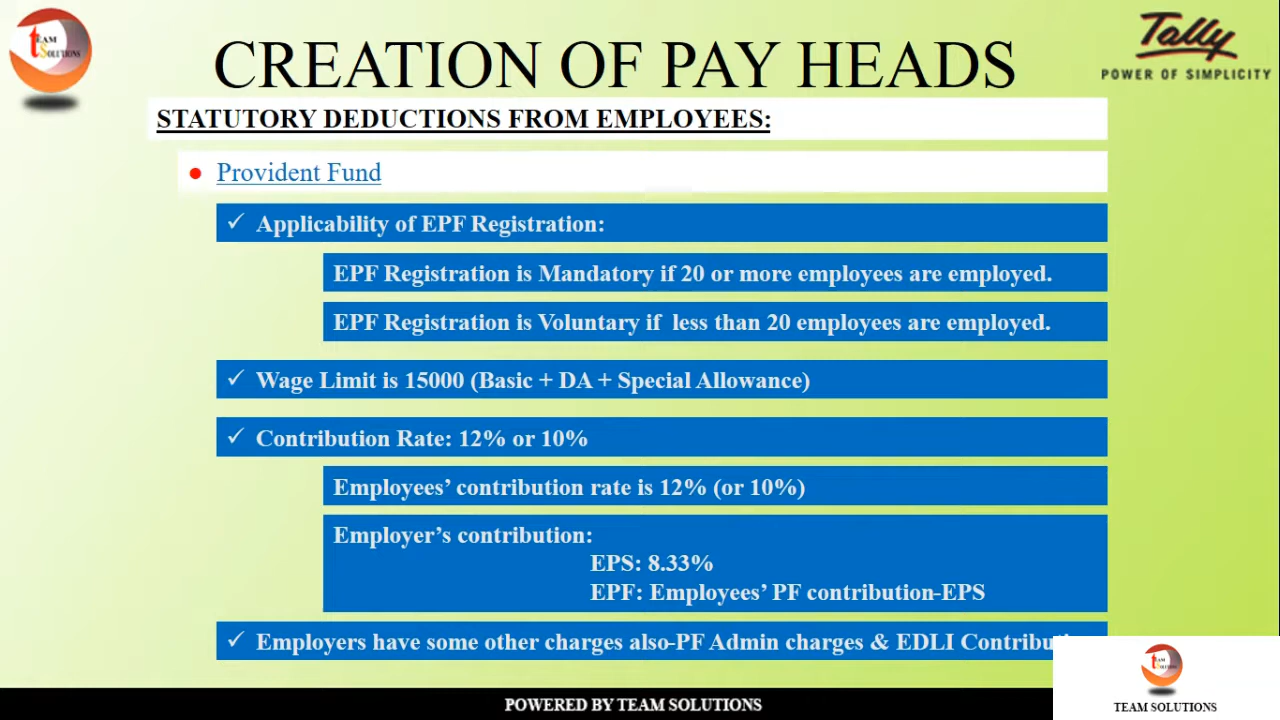 TEAM
SOLUTIONS
CREATION OF PAY HEADS
Tally
POWER OF SIMPLICITY
STATUTORY DEDUCTIONS FROM EMPLOYEES:
● Provident Fund
✓ Applicability of EPF Registration:
EPF Registration is Mandatory if 20 or more employees are employed.
EPF Registration is Voluntary if less than 20 employees are employed.
✓ Wage Limit is 15000 (Basic + DA + Special Allowance)
✓ Contribution Rate: 12% or 10%
Employees’ contribution rate is 12% (or 10%)
Employer’s contribution:
EPS: 8.33%
EPF: Employees’ PF contribution-EPS
✓ Employers have some other charges also-PF Admin charges & EDLI
TEAM
SOLUTIONS
POWERED BY TEAM SOLUTIONS
TEAM SOLUTIONS